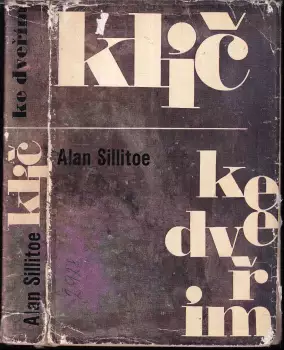 klíč
ke dveřím
Alan Sillitoe
klíč
Alan Sillitoe
ke
dve
ř
ím